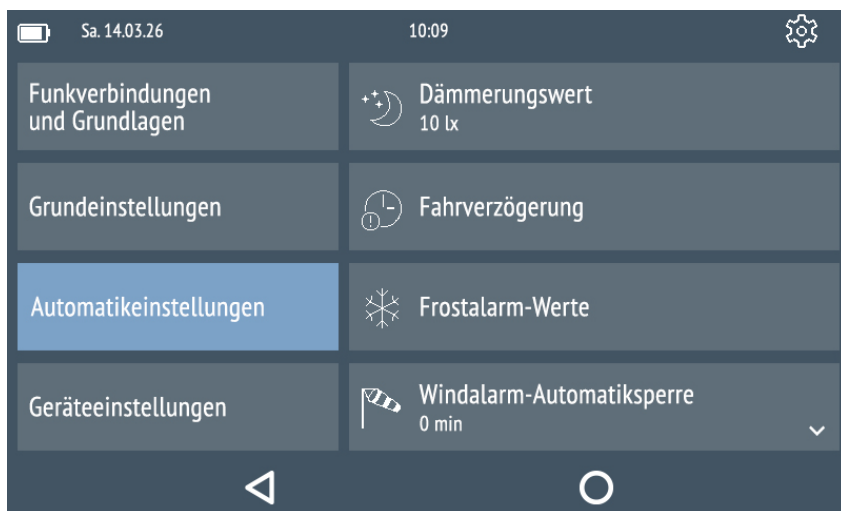 Sa. 14.03.26
10:09
Funkverbindungen
und Grundlagen
Dämmerungswert
10 lx
Grundeinstellungen
Fahrverzögerung
Automatikeinstellungen
Frostalarm-Werte
Geräteeinstellungen
Windalarm-Automatiksperre
0 min